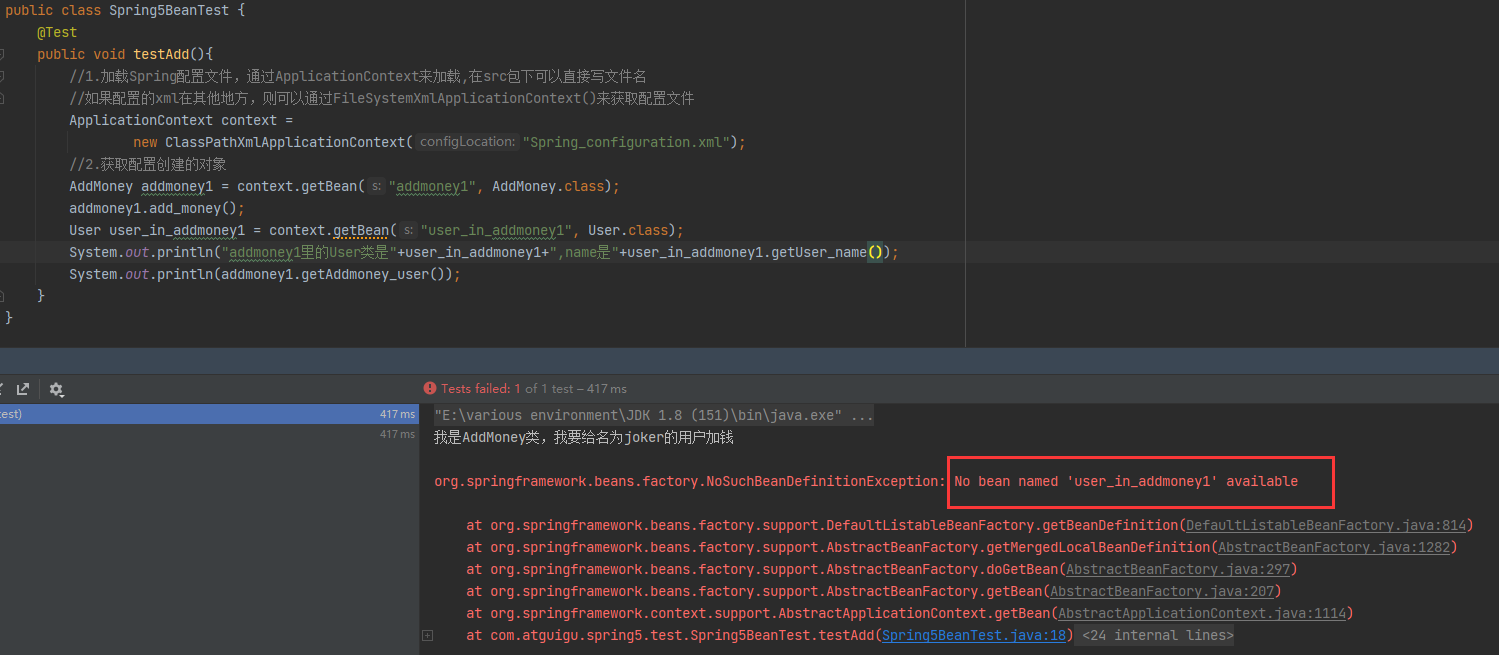 public class Spring5BeanTest {
@Test
public void testAdd(){
//1.加载Spring配置文件，通过ApplicationContext来加载,在src包下可以直接写文件名
//如果配置的xml在其他地方，则可以通过FileSystemXmlApplicationContext()来获取配置文件
ApplicationContext context =
new ClassPathXmlApplicationContext( configLocation: "Spring_configuration.xml");
//2.获取配置创建的对象
AddMoney addmoney1 = context.getBean( s: "addmoney1", AddMoney.class);
addmoney1.add_money();
User user_in_addmoney1 = context.getBean( s: "user_in_addmoney1", User.class);
System.out.println("addmoney1里的User类是"+user_in_addmoney1+",name是"+user_in_addmoney1.getUser_name());
System.out.println(addmoney1.getAddmoney_user());
}
}
Tests failed: 1 of 1 test – 417 ms
est) 417 ms
417 ms
"E:\various environment\JDK 1.8 (151)\bin\java.exe" ...
我是AddMoney类，我要给名为joker的用户加钱
org.springframework.beans.factory.NoSuchBeanDefinitionException: No bean named 'user_in_addmoney1' available
at org.springframework.beans.factory.support.DefaultListableBeanFactory.getBeanDefinition(DefaultListableBeanFactory.java:814)
at org.springframework.beans.factory.support.AbstractBeanFactory.getMergedLocalBeanDefinition(AbstractBeanFactory.java:1282)
at org.springframework.beans.factory.support.AbstractBeanFactory.doGetBean(AbstractBeanFactory.java:297)
at org.springframework.beans.factory.support.AbstractBeanFactory.getBean(AbstractBeanFactory.java:207)
at org.springframework.context.support.AbstractApplicationContext.getBean(AbstractApplicationContext.java:1114)
at com.atguigu.spring5.test.Spring5BeanTest.testAdd(Spring5BeanTest.java:18) <24 internal lines>